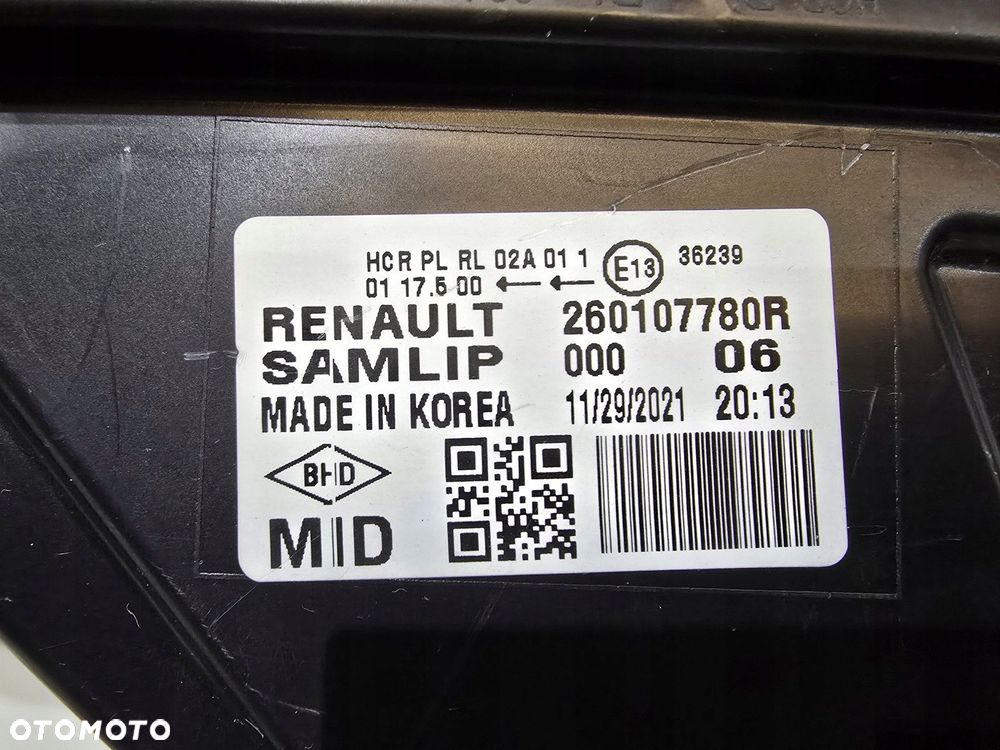 HCR PL RL 02A 01 1 E13 36239
01 17.5 00 ← ←
RENAULT 260107780R
SAMLIP 000 06
MADE IN KOREA 11/29/2021 20:13
BHD
MID
OTOMOTO